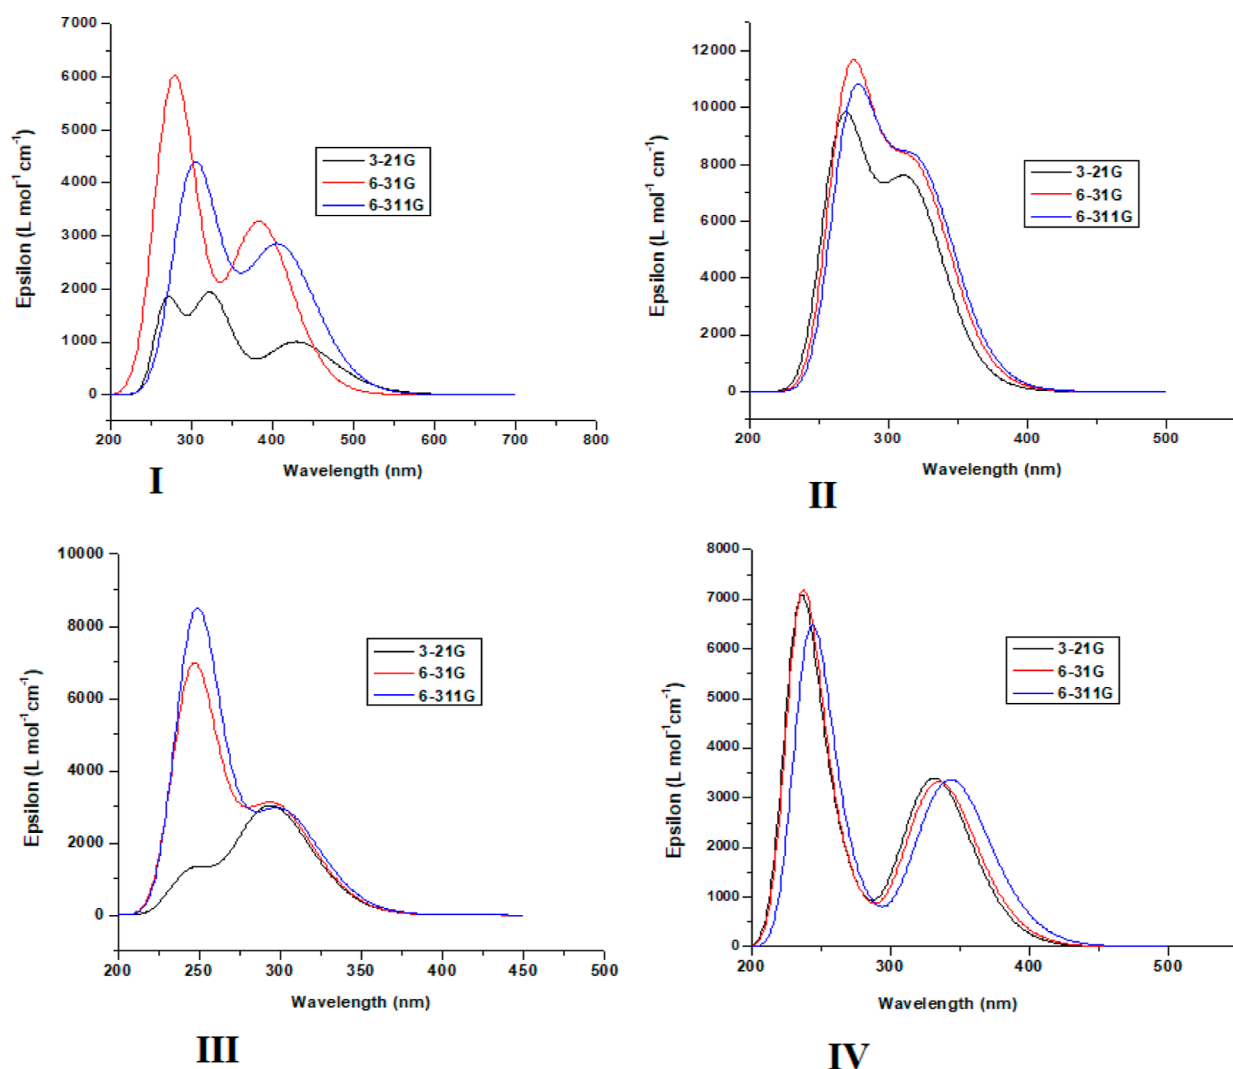 7000
6000
5000
4000
3000
2000
1000
0
Epsilon (L mol⁻¹ cm⁻¹)
3-21G
6-31G
6-311G
200 300 400 500 600 700 800
Wavelength (nm)
I
12000
10000
8000
6000
4000
2000
0
Epsilon (L mol⁻¹ cm⁻¹)
3-21G
6-31G
6-311G
200 300 400 500
Wavelength (nm)
II
10000
8000
6000
4000
2000
0
Epsilon (L mol⁻¹cm⁻¹)
3-21G
6-31G
6-311G
200 250 300 350 400 450 500
Wavelength (nm)
III
8000
7000
6000
5000
4000
3000
2000
1000
0
Epsilon (L mol⁻¹cm⁻¹)
3-21G
6-31G
6-311G
200 300 400 500
Wavelength (nm)
IV